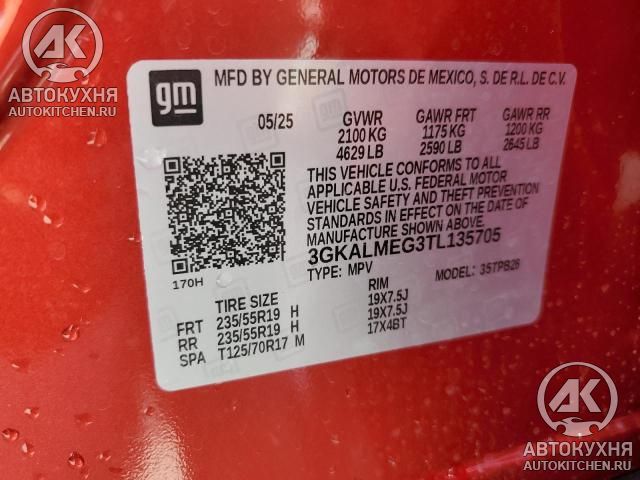 AK
АВТОКУХНЯ
AUTOKITCHEN.RU
gm
MFD BY GENERAL MOTORS DE MEXICO, S. DE R.L. DE C.V.
05/25 GVWR GAWR FRT GAWR RR
2100 KG 1175 KG 1200 KG
4629 LB 2590 LB 2645 LB
THIS VEHICLE CONFORMS TO ALL
APPLICABLE U.S. FEDERAL MOTOR
VEHICLE SAFETY AND THEFT PREVENTION
STANDARDS IN EFFECT ON THE DATE OF
MANUFACTURE SHOWN ABOVE.
3GKALMEG3TL135705
170H TYPE: MPV MODEL: 35TPB26
TIRE SIZE RIM
FRT 235/55R19 H 19X7.5J
RR 235/55R19 H 19X7.5J
SPA T125/70R17 M 17X4BT
AK
АВТОКУХНЯ
AUTOKITCHEN.RU